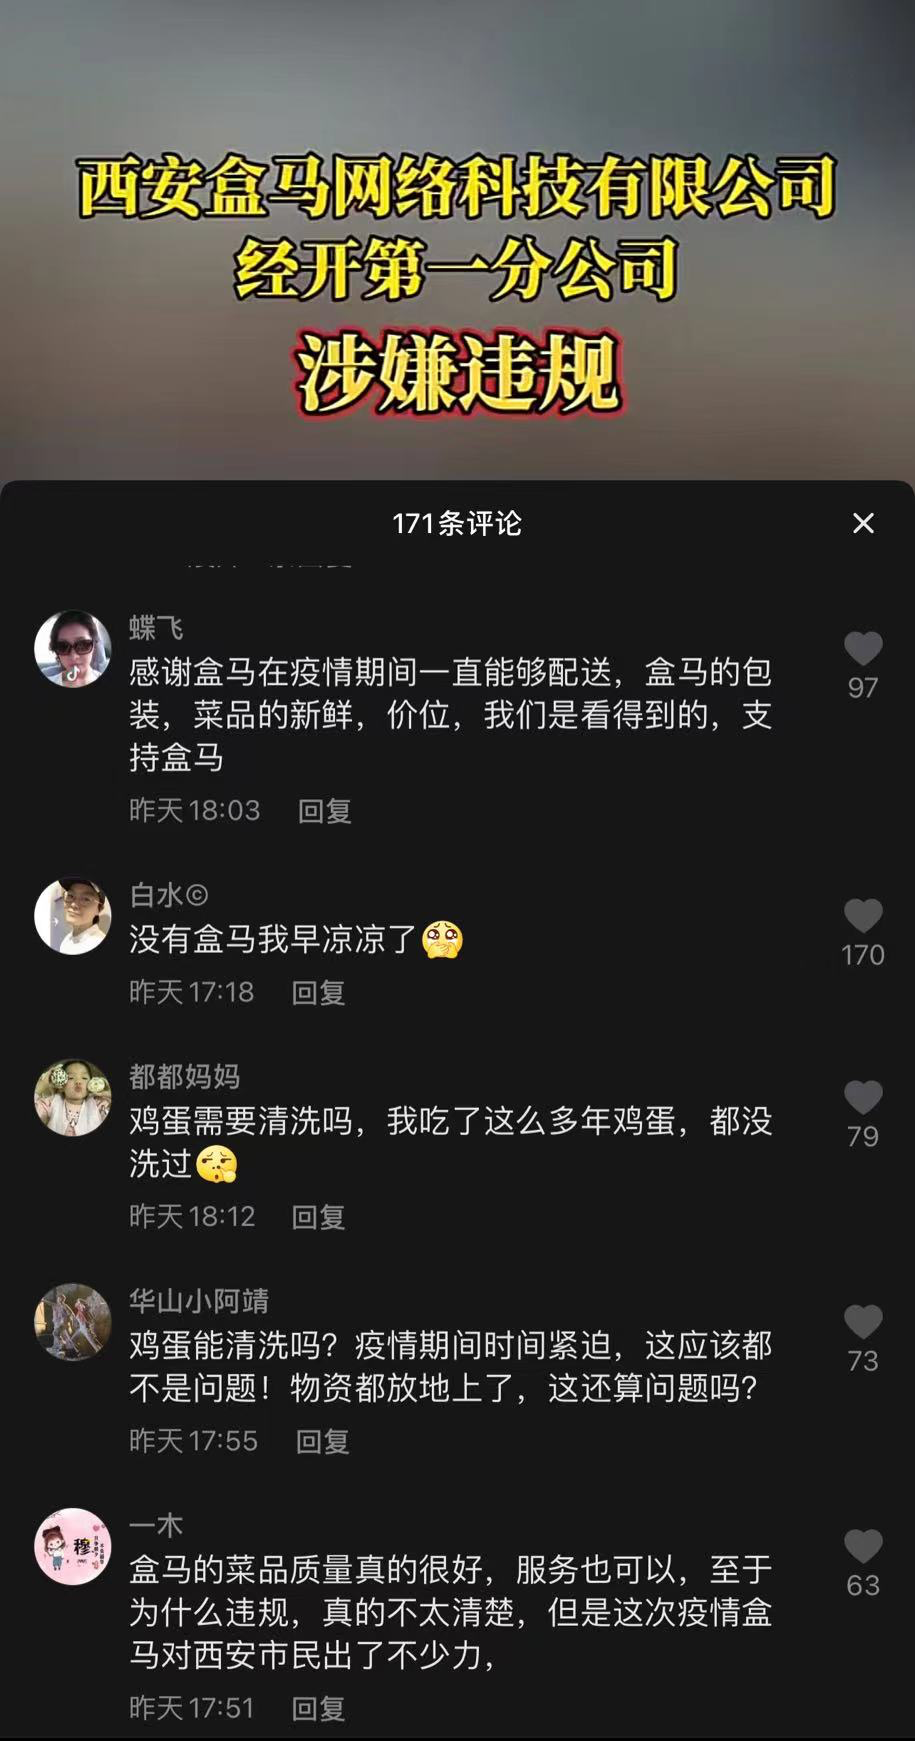 西安盒马网络科技有限公司
经开第一分公司
涉嫌违规
171条评论
蝶飞
感谢盒马在疫情期间一直能够配送，盒马的包
装，菜品的新鲜，价位，我们是看得到的，支
持盒马
97
昨天18:03 回复
白水©
没有盒马我早凉凉了
170
昨天17:18 回复
都都妈妈
鸡蛋需要清洗吗，我吃了这么多年鸡蛋，都没
洗过
79
昨天18:12 回复
华山小阿靖
鸡蛋能清洗吗？疫情期间时间紧迫，这应该都
不是问题！物资都放地上了，这还算问题吗？
73
昨天17:55 回复
一木
穆
盒马的菜品质量真的很好，服务也可以，至于
为什么违规，真的不太清楚，但是这次疫情盒
马对西安市民出了不少力，
63
昨天17:51 回复